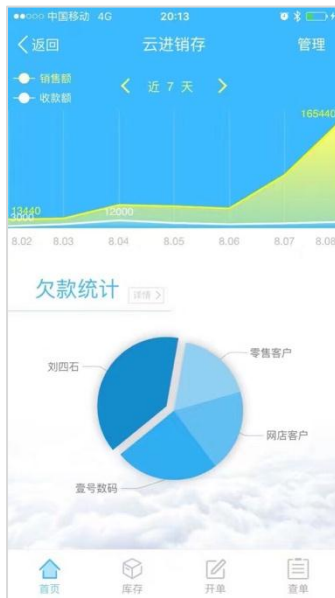 中国移动 4G 20:13
返回 云进销存 管理
销售额
收款额
近 7 天
165440
13440
3000
12000
8.02 8.03 8.04 8.05 8.06 8.07 8.08
欠款统计 详情 >
刘四石
零售客户
网店客户
壹号数码
首页 库存 开单 查单